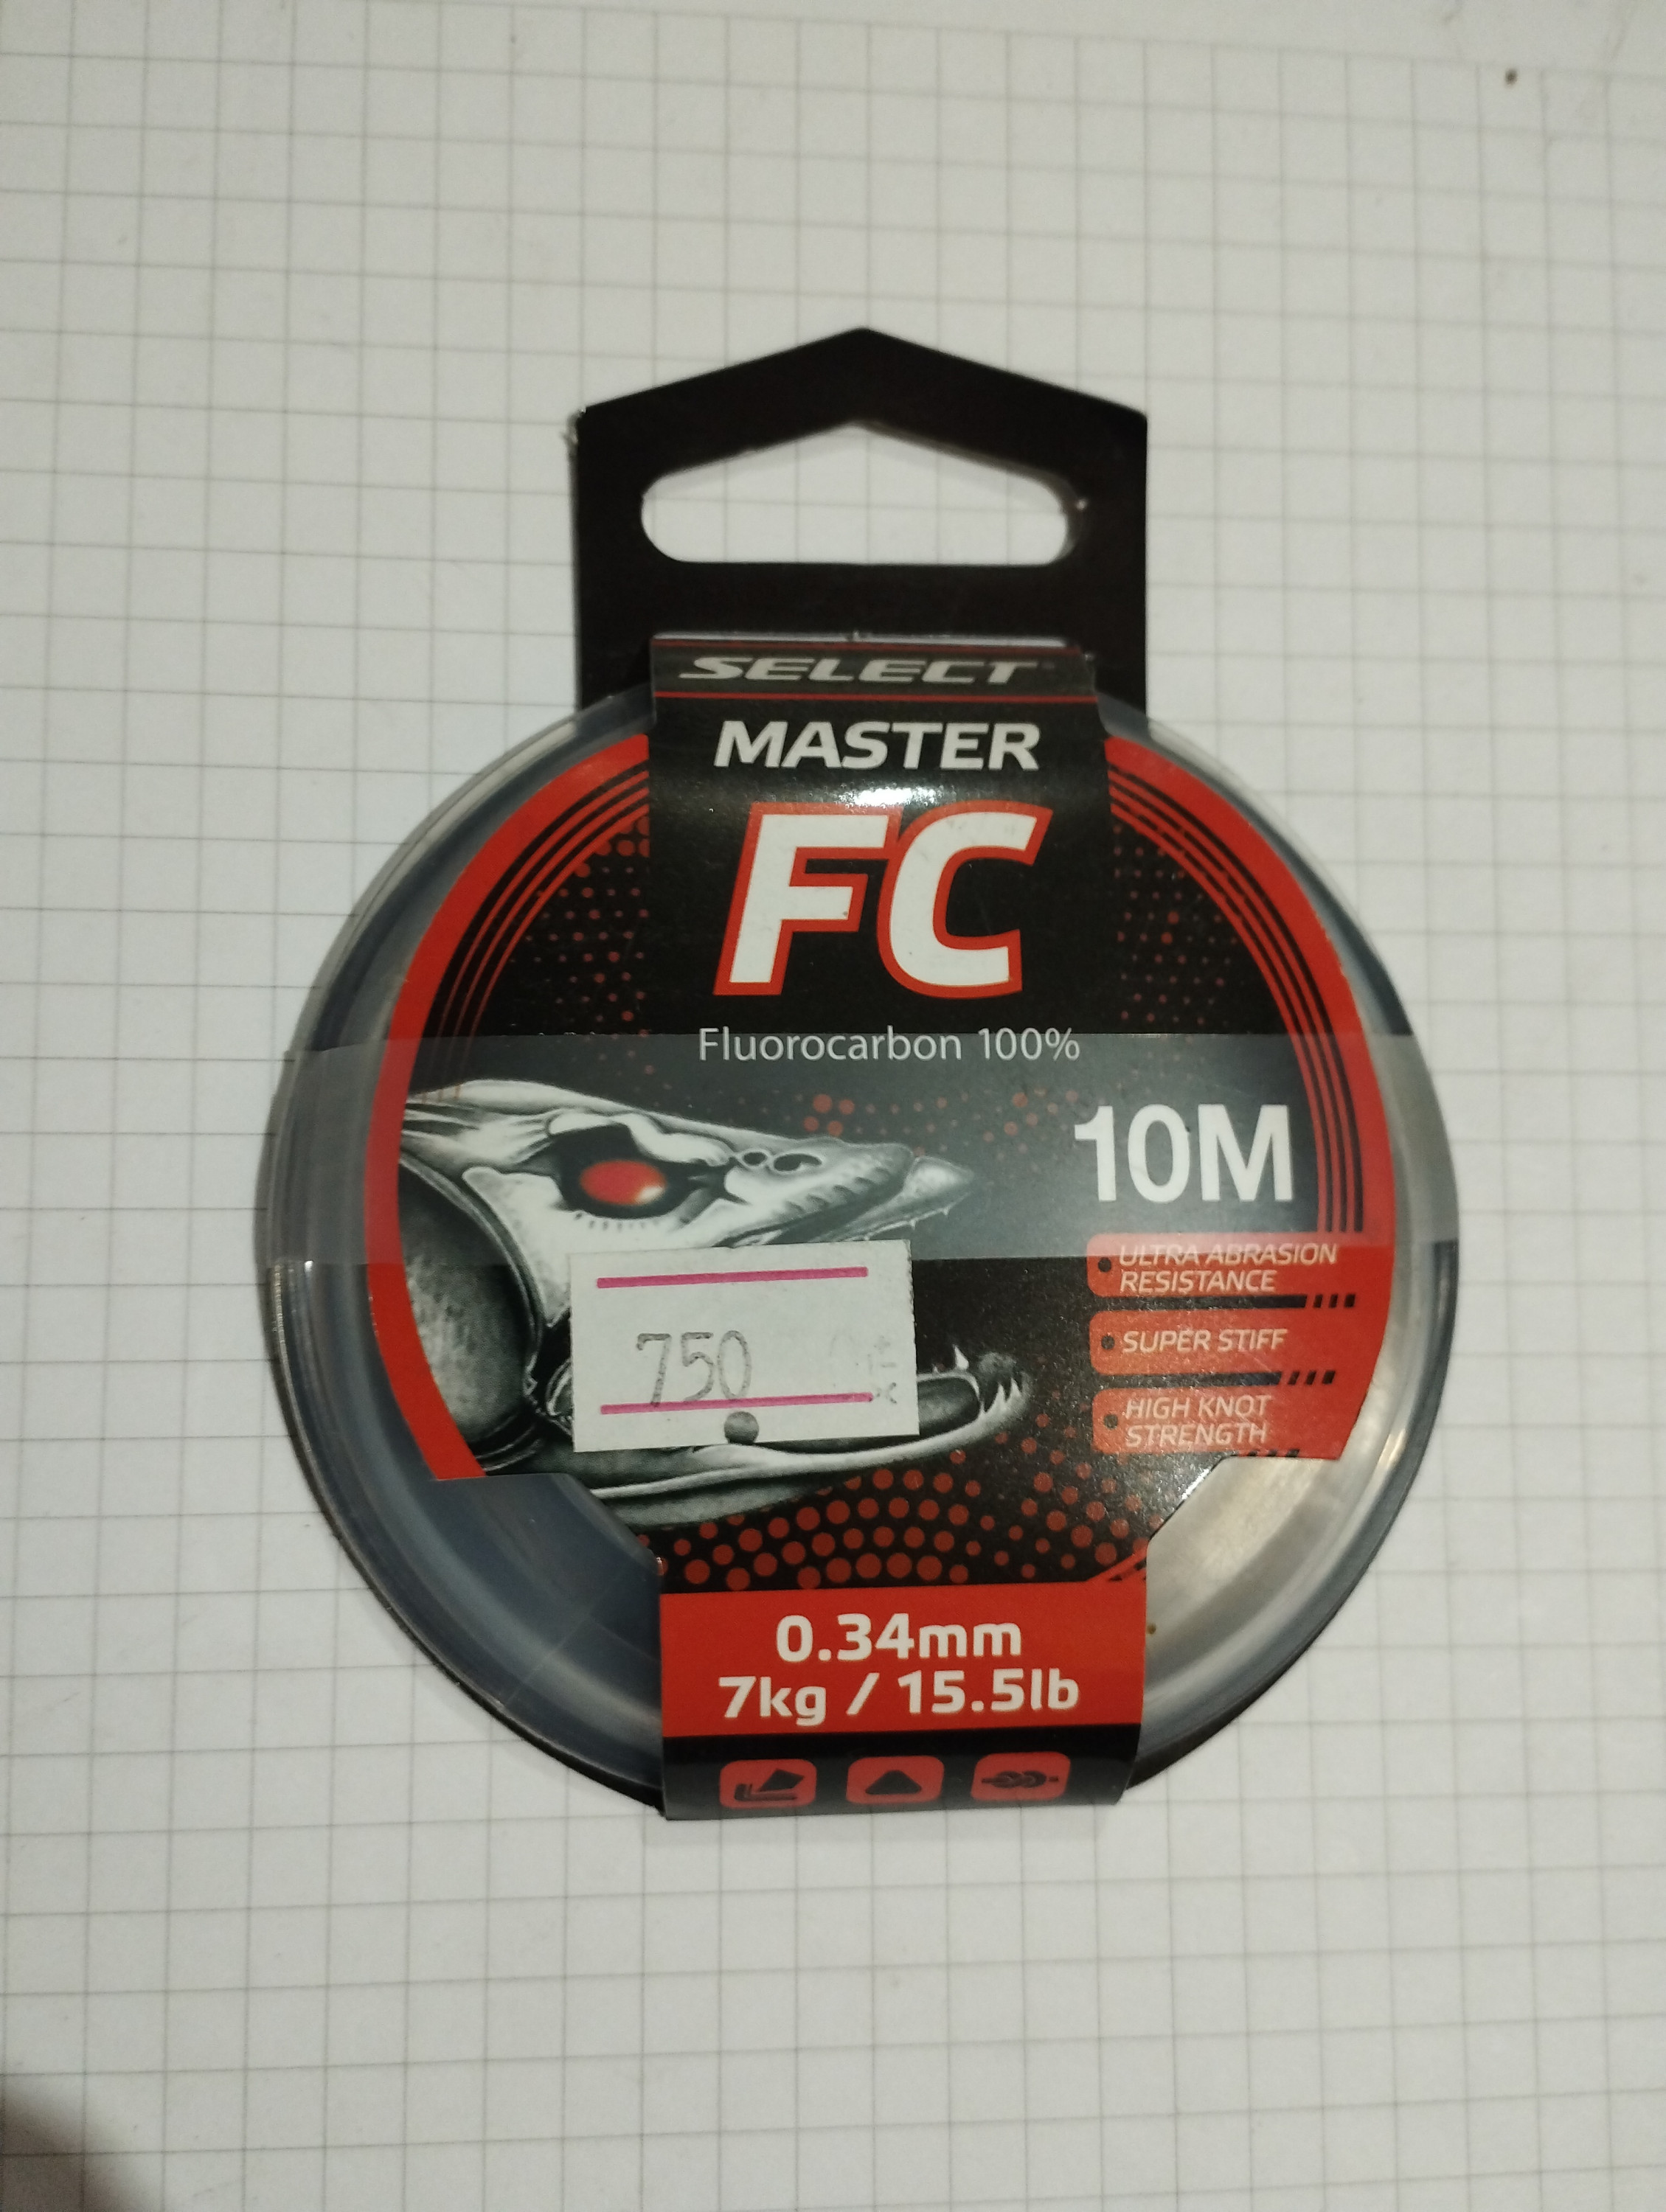 SELECT
MASTER
FC
Fluorocarbon 100%
10M
ULTRA ABRASION
RESISTANCE
SUPER STIFF
HIGH KNOT
STRENGTH
750
0.34mm
7kg / 15.5lb